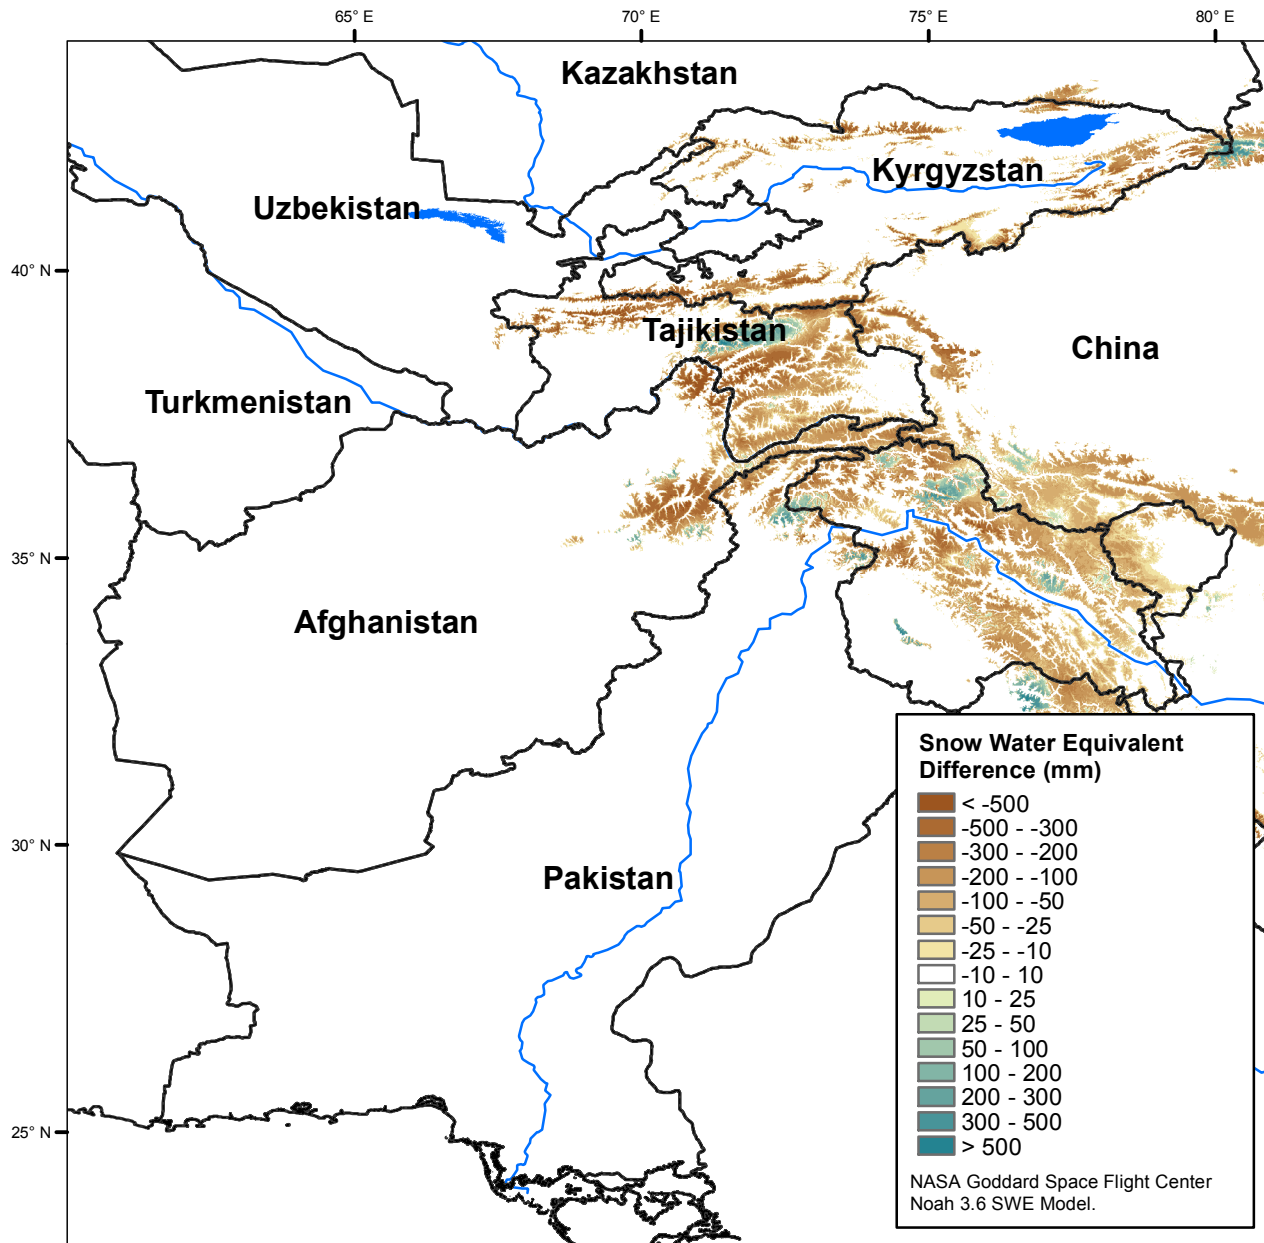 65° E
70° E
75° E
80° E
Kazakhstan
Kyrgyzstan
Uzbekistan
40° N
Tajikistan
China
Turkmenistan
35° N
Afghanistan
Snow Water Equivalent
Difference (mm)
< -500
-500 - -300
-300 - -200
-200 - -100
-100 - -50
-50 - -25
-25 - -10
-10 - 10
10 - 25
25 - 50
50 - 100
100 - 200
200 - 300
300 - 500
> 500
30° N
Pakistan
25° N
NASA Goddard Space Flight Center
Noah 3.6 SWE Model.